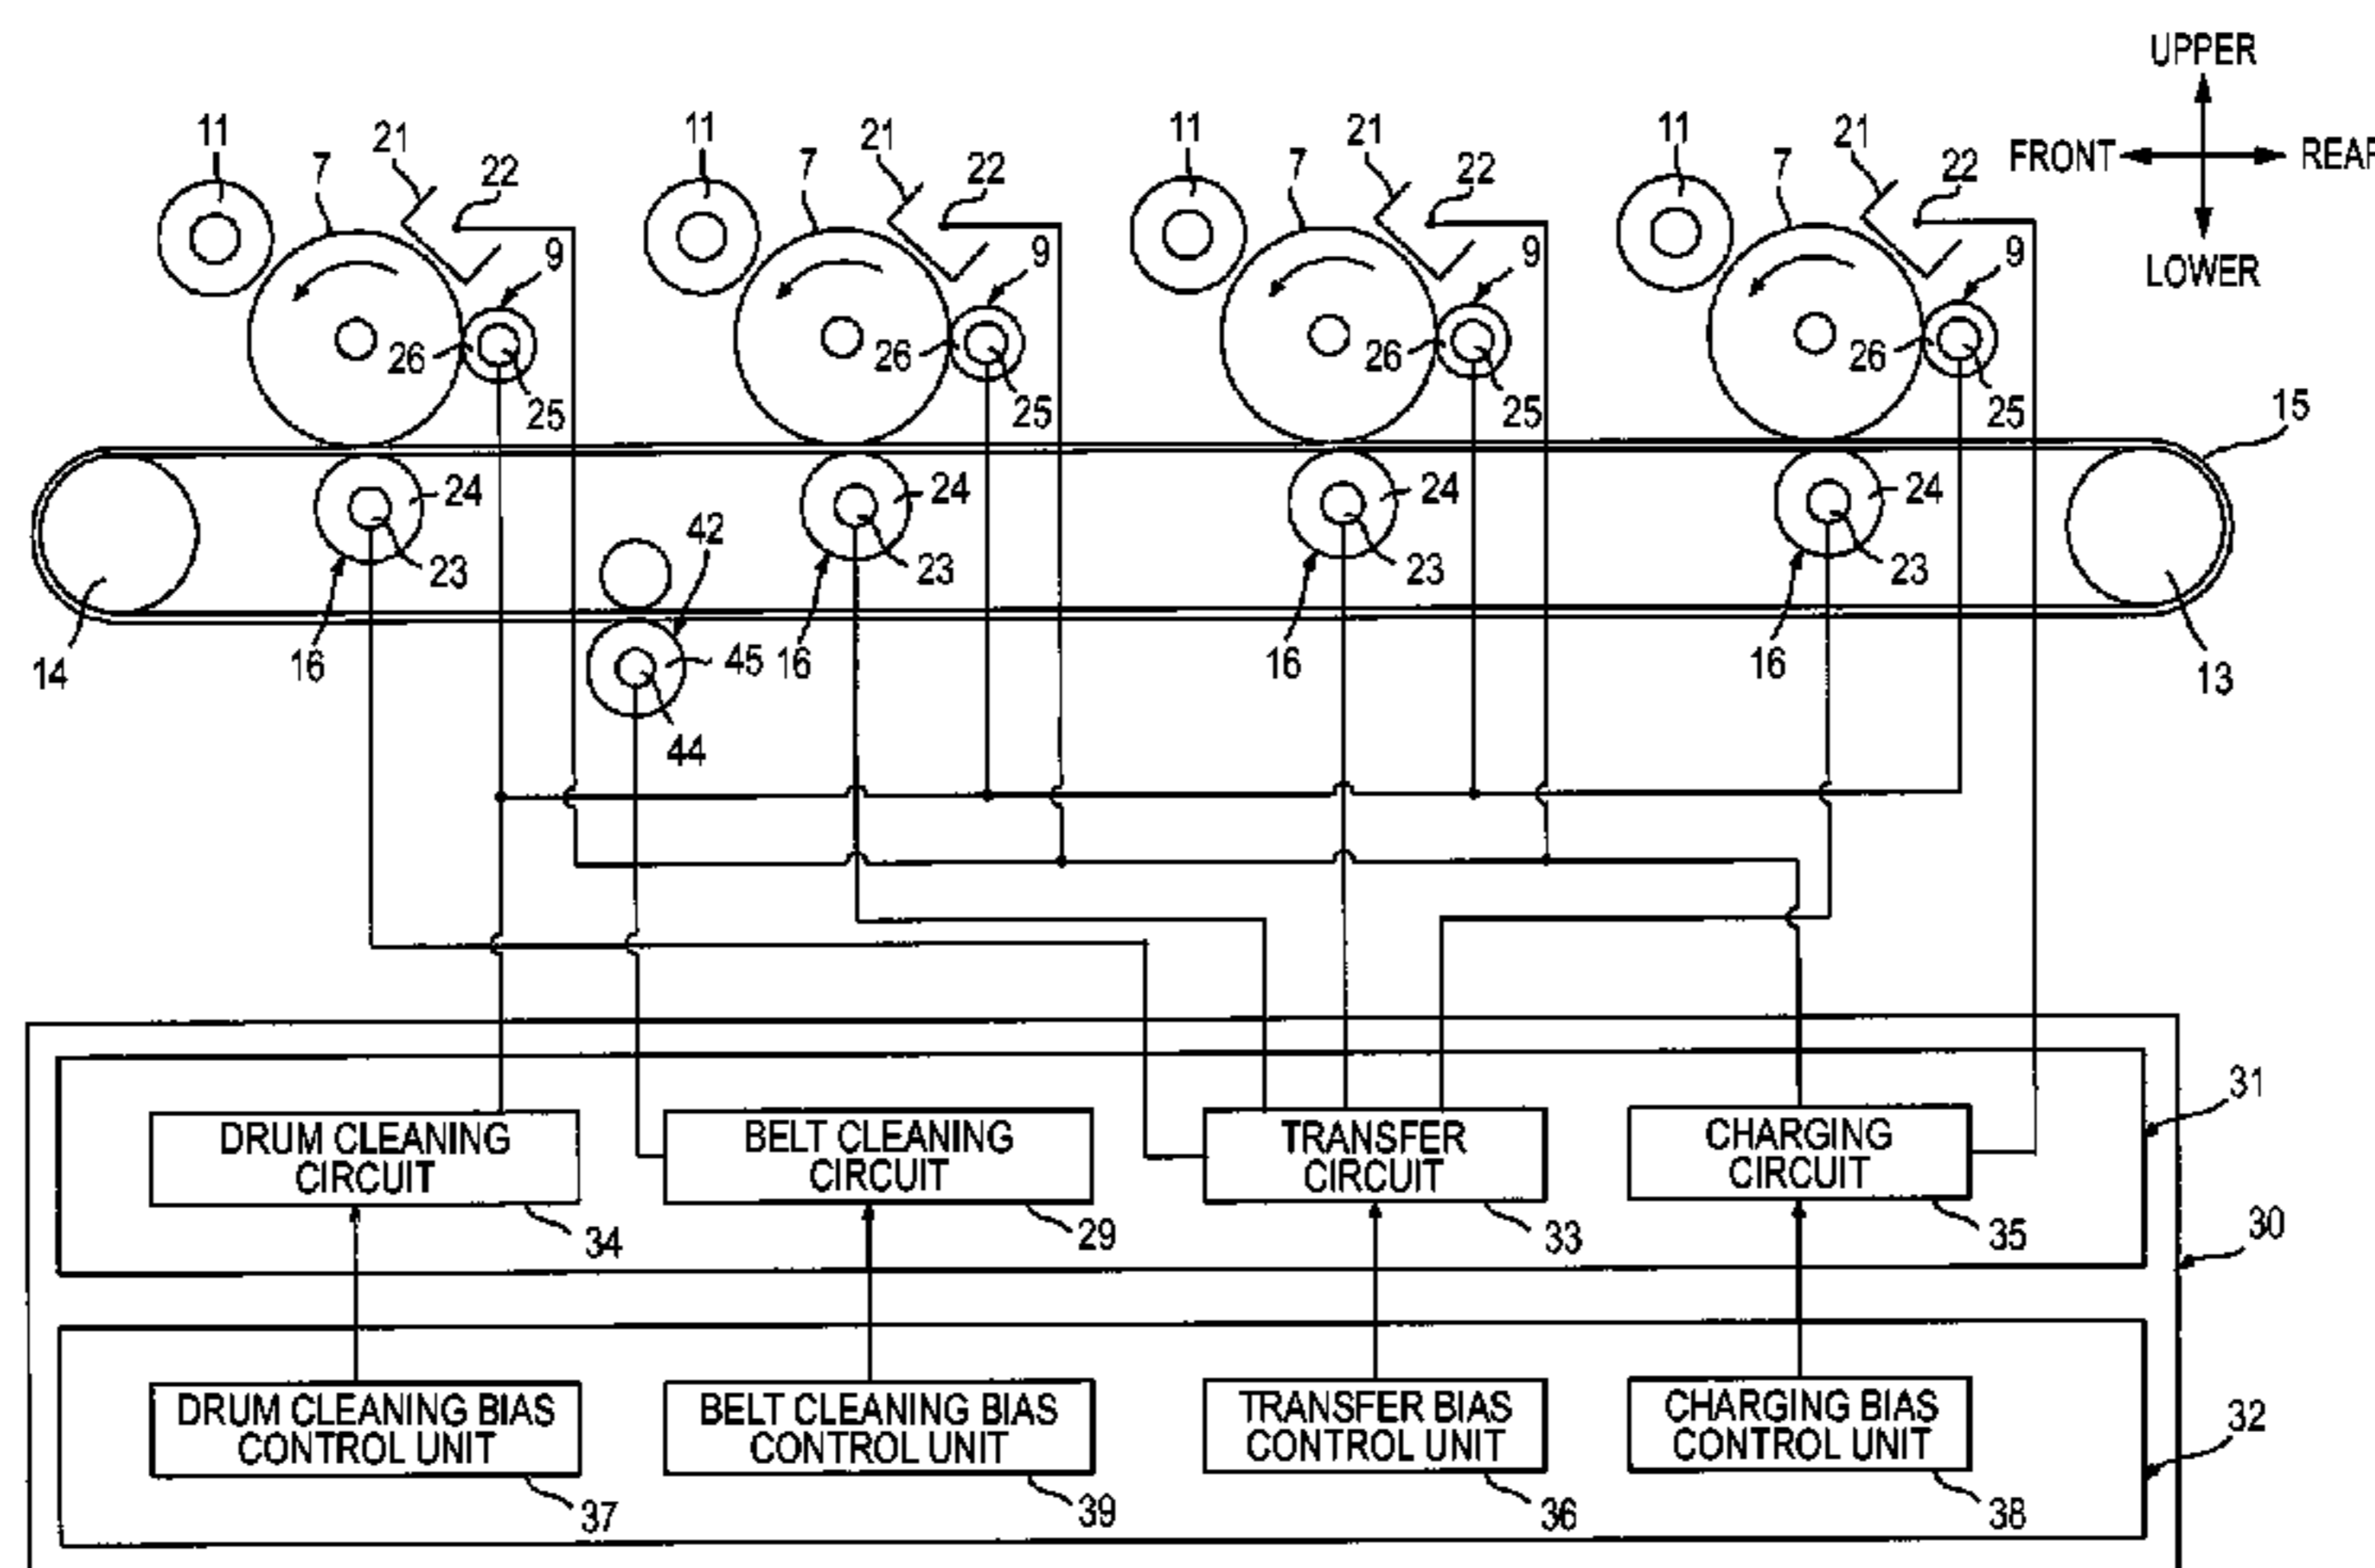 UPPER
11 21 22 11 21 22 11 21 22 11 21 22 FRONT REAR
7 7 7 7
LOWER
9 9 9 9
26 26 26 26
25 25 25 25 15
24 24 24 24
42
23 23 23 23
14 16 45 16 16 16 13
44
31
DRUM CLEANING CIRCUIT
BELT CLEANING CIRCUIT
TRANSFER CIRCUIT
CHARGING CIRCUIT
34 29 33 35 30
DRUM CLEANING BIAS CONTROL UNIT
BELT CLEANING BIAS CONTROL UNIT
TRANSFER BIAS CONTROL UNIT
CHARGING BIAS CONTROL UNIT
32
37 39 36 38